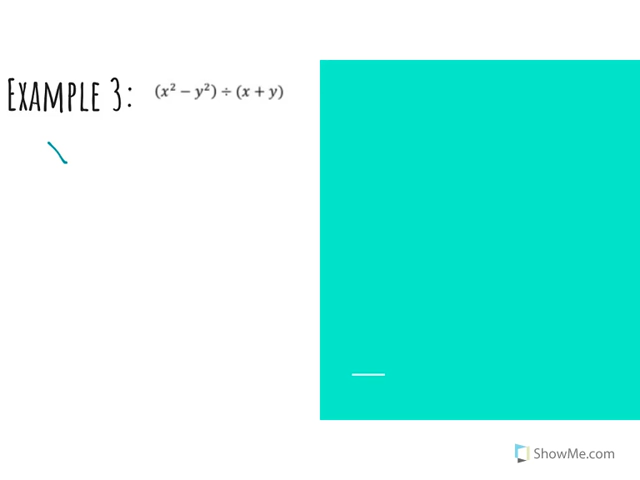 Example 3: (x² − y²) ÷ (x + y)
ShowMe.com